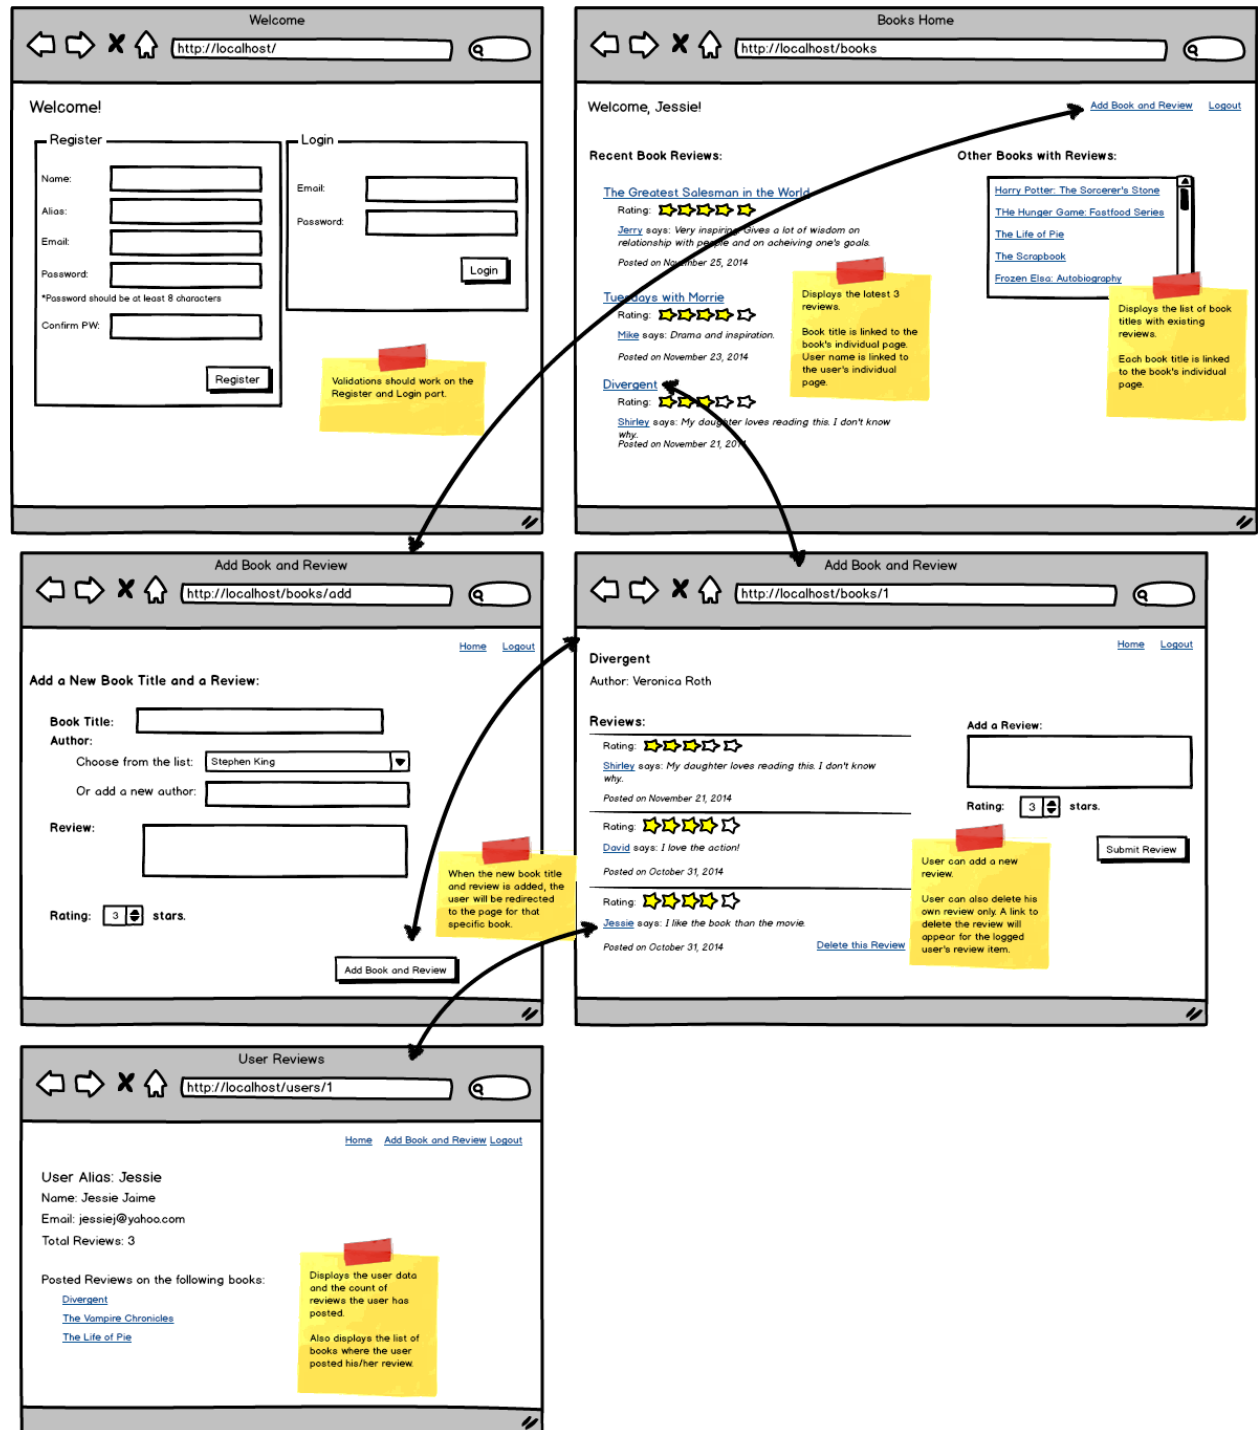 Welcome
http://localhost/
Welcome!
Register
Name:
Alias:
Email:
Password:
*Password should be at least 8 characters
Confirm PW:
Register
Login
Email:
Password:
Login
Validations should work on the
Register and Login part.
Books Home
http://localhost/books
Welcome, Jessie!
Add Book and Review
Logout
Recent Book Reviews:
The Greatest Salesman in the World
Rating:
Jerry says: Very inspiring. Gives a lot of wisdom on
relationship with people and on acheiving one's goals.
Posted on November 25, 2014
Tuesdays with Morrie
Rating:
Mike says: Drama and inspiration.
Posted on November 23, 2014
Divergent
Rating:
Shirley says: My daughter loves reading this. I don't know
why.
Posted on November 21, 2014
Displays the latest 3
reviews.
Book title is linked to the
book's individual page.
User name is linked to
the user's individual
page.
Other Books with Reviews:
Harry Potter: The Sorcerer's Stone
THe Hunger Game: Fastfood Series
The Life of Pie
The Scrapbook
Frozen Elsa: Autobiography
Displays the list of book
titles with existing
reviews.
Each book title is linked
to the book's individual
page.
Add Book and Review
http://localhost/books/add
Home
Logout
Add a New Book Title and a Review:
Book Title:
Author:
Choose from the list:
Stephen King
Or add a new author:
Review:
Rating:
3
stars.
Add Book and Review
When the new book title
and review is added, the
user will be redirected
to the page for that
specific book.
Add Book and Review
http://localhost/books/1
Home
Logout
Divergent
Author: Veronica Roth
Reviews:
Rating:
Shirley says: My daughter loves reading this. I don't know
why.
Posted on November 21, 2014
Rating:
David says: I love the action!
Posted on October 31, 2014
Rating:
Jessie says: I like the book than the movie.
Posted on October 31, 2014
Delete this Review
Add a Review:
Rating:
3
stars.
Submit Review
User can add a new
review.
User can also delete his
own review only. A link to
delete the review will
appear for the logged
user's review item.
User Reviews
http://localhost/users/1
Home
Add Book and Review
Logout
User Alias: Jessie
Name: Jessie Jaime
Email: jessiej@yahoo.com
Total Reviews: 3
Posted Reviews on the following books:
Divergent
The Vampire Chronicles
The Life of Pie
Displays the user data
and the count of
reviews the user has
posted.
Also displays the list of
books where the user
posted his/her review.